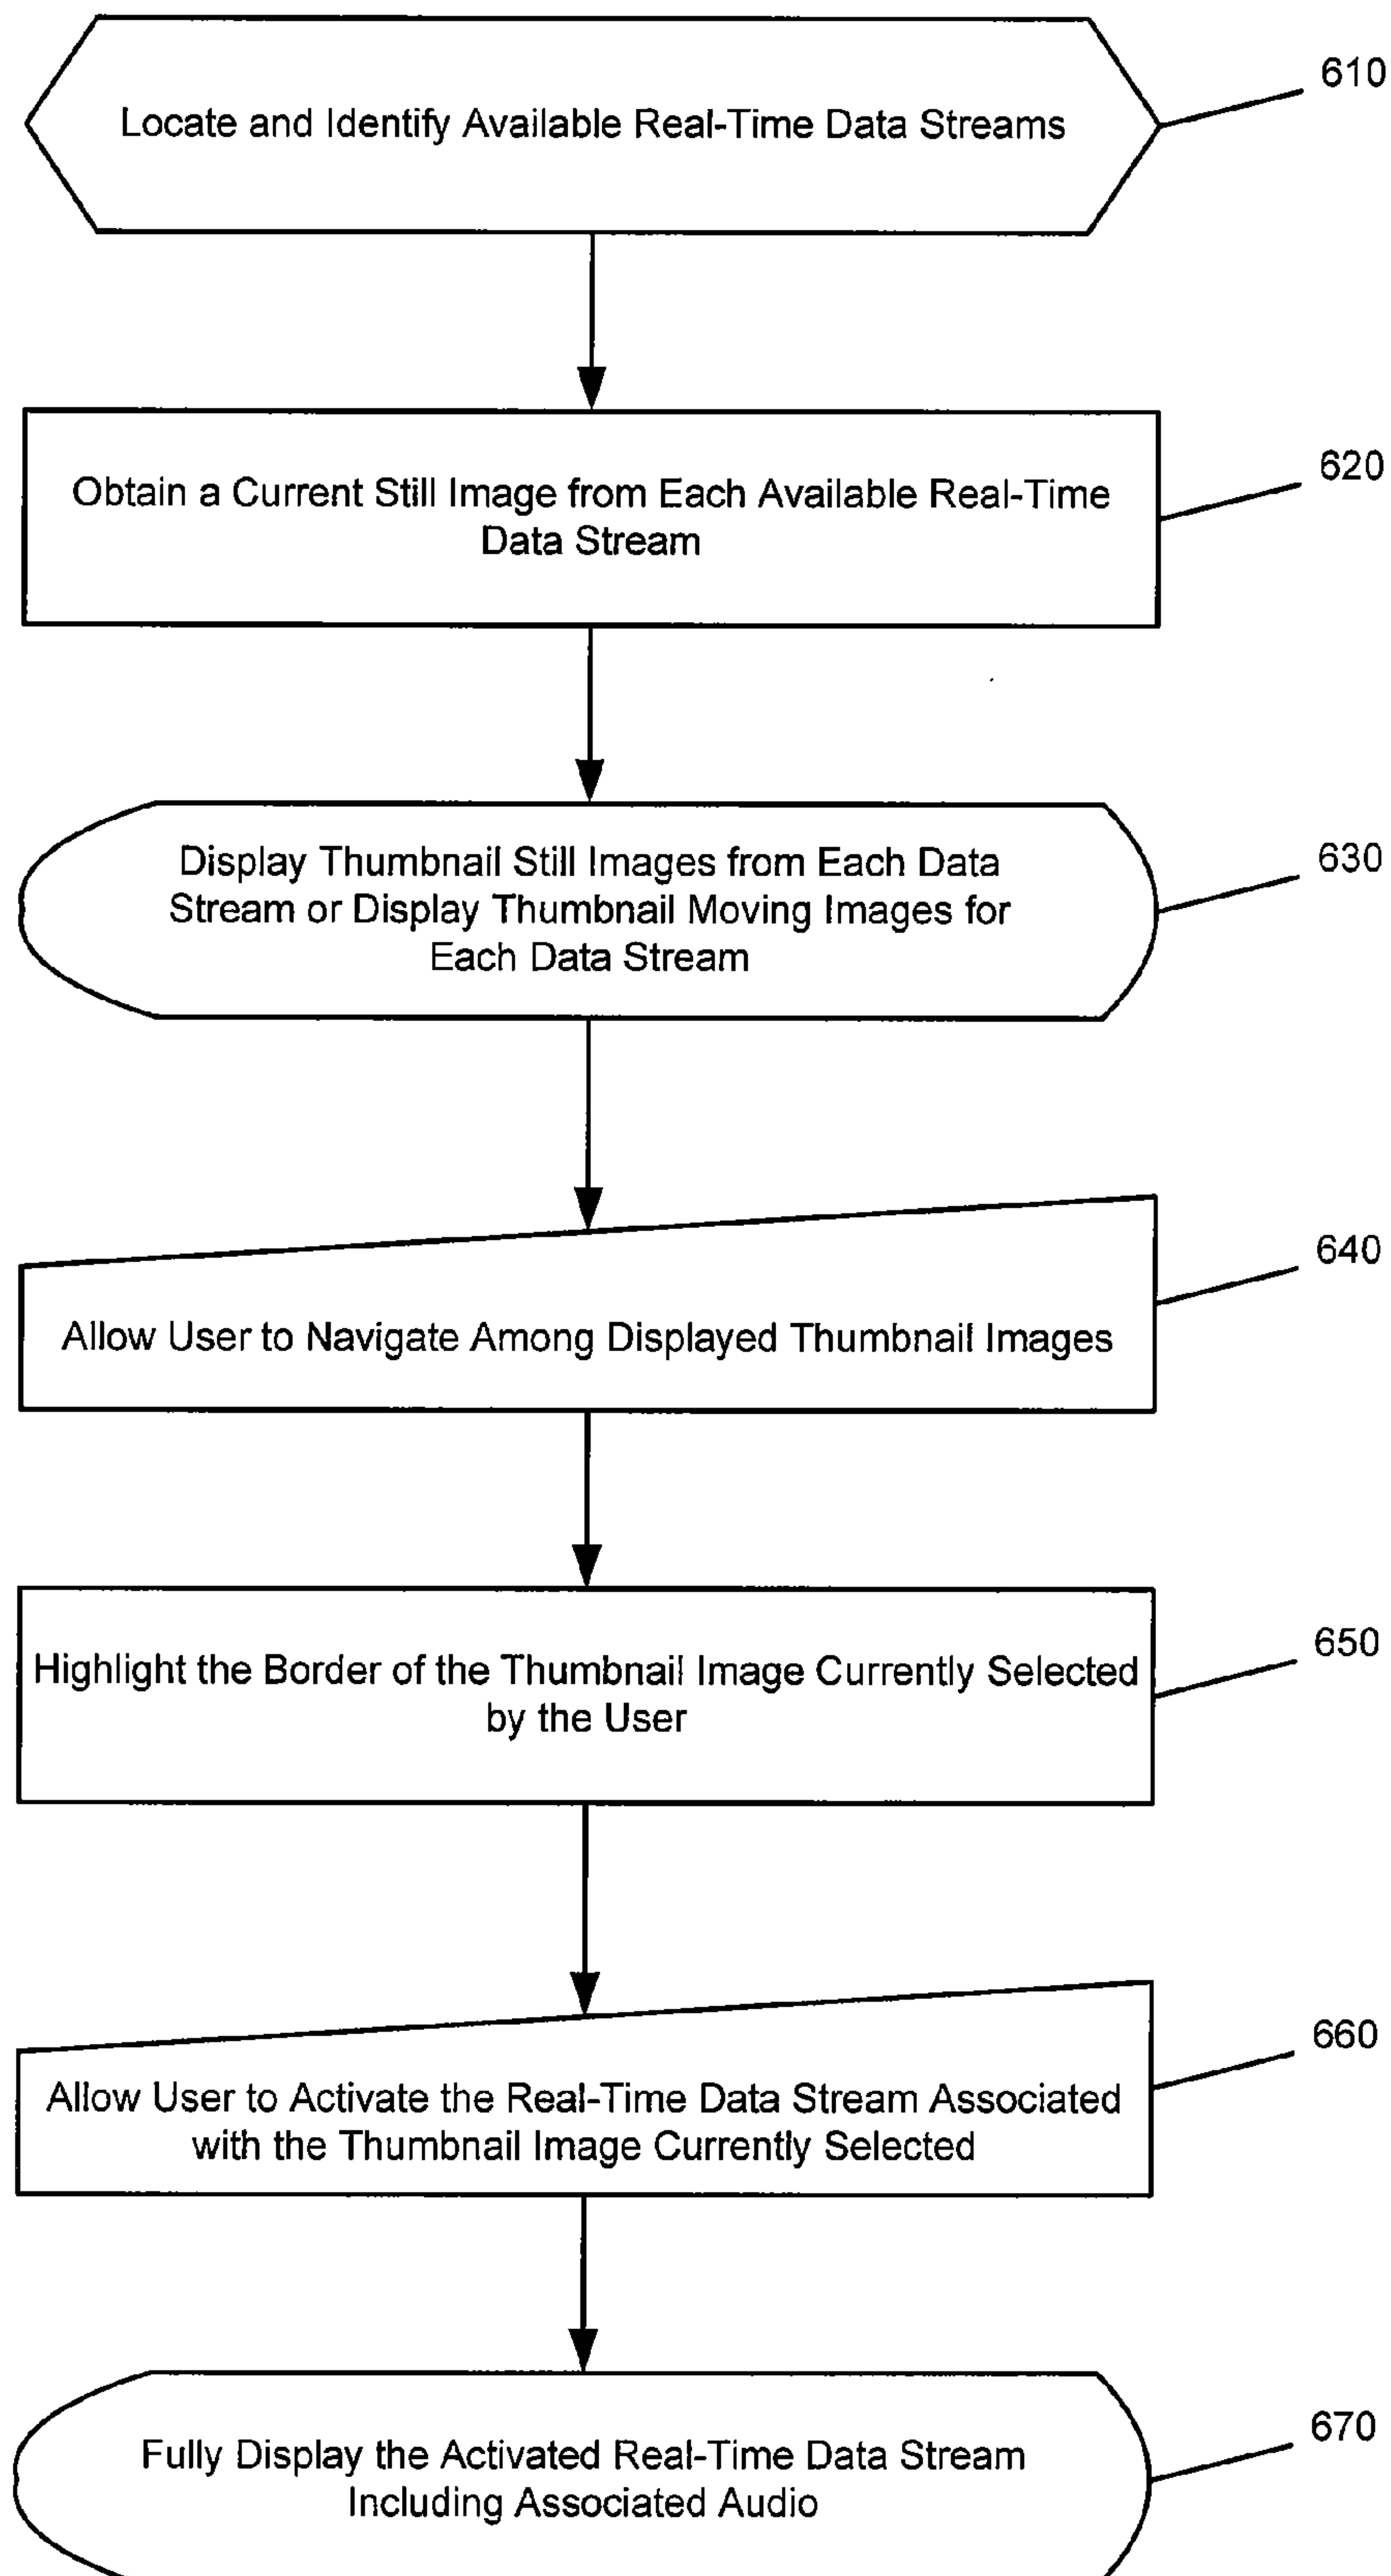 Locate and Identify Available Real-Time Data Streams
610
Obtain a Current Still Image from Each Available Real-Time
Data Stream
620
Display Thumbnail Still Images from Each Data
Stream or Display Thumbnail Moving Images for
Each Data Stream
630
Allow User to Navigate Among Displayed Thumbnail Images
640
Highlight the Border of the Thumbnail Image Currently Selected
by the User
650
Allow User to Activate the Real-Time Data Stream Associated
with the Thumbnail Image Currently Selected
660
Fully Display the Activated Real-Time Data Stream
Including Associated Audio
670